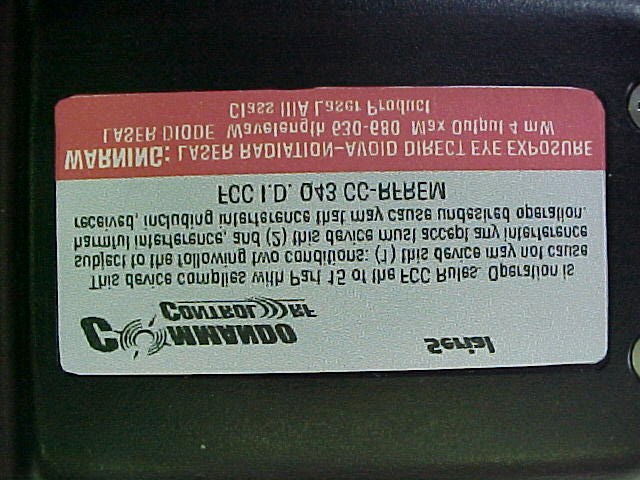 COMMANDO
CONTROL RF
Serial
This device complies with Part 15 of the FCC Rules. Operation is
subject to the following two conditions: (1) this device may not cause
harmful interference, and (2) this device must accept any interference
received, including interference that may cause undesired operation.
FCC I.D. Q43 CC-RFREM
WARNING: LASER RADIATION-AVOID DIRECT EYE EXPOSURE
LASER DIODE Wavelength 630-680 Max Output 4 mW
Class IIIA Laser Product